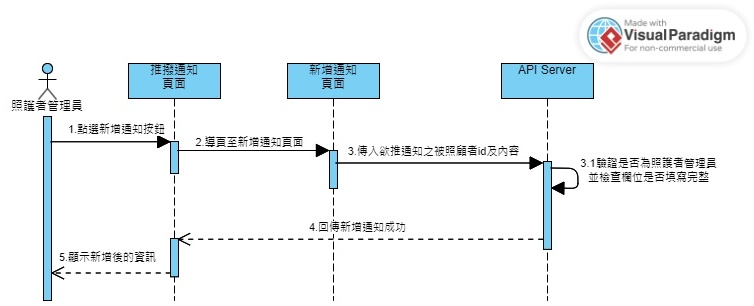 Made with
VisualParadigm
For non-commercial use
推撥通知
頁面
新增通知
頁面
API Server
照護者管理員
1.點選新增通知按鈕
2.導頁至新增通知頁面
3.傳入欲推通知之被照顧者id及內容
3.1驗證是否為照護者管理員
並檢查欄位是否填寫完整
4.回傳新增通知成功
5.顯示新增後的資訊